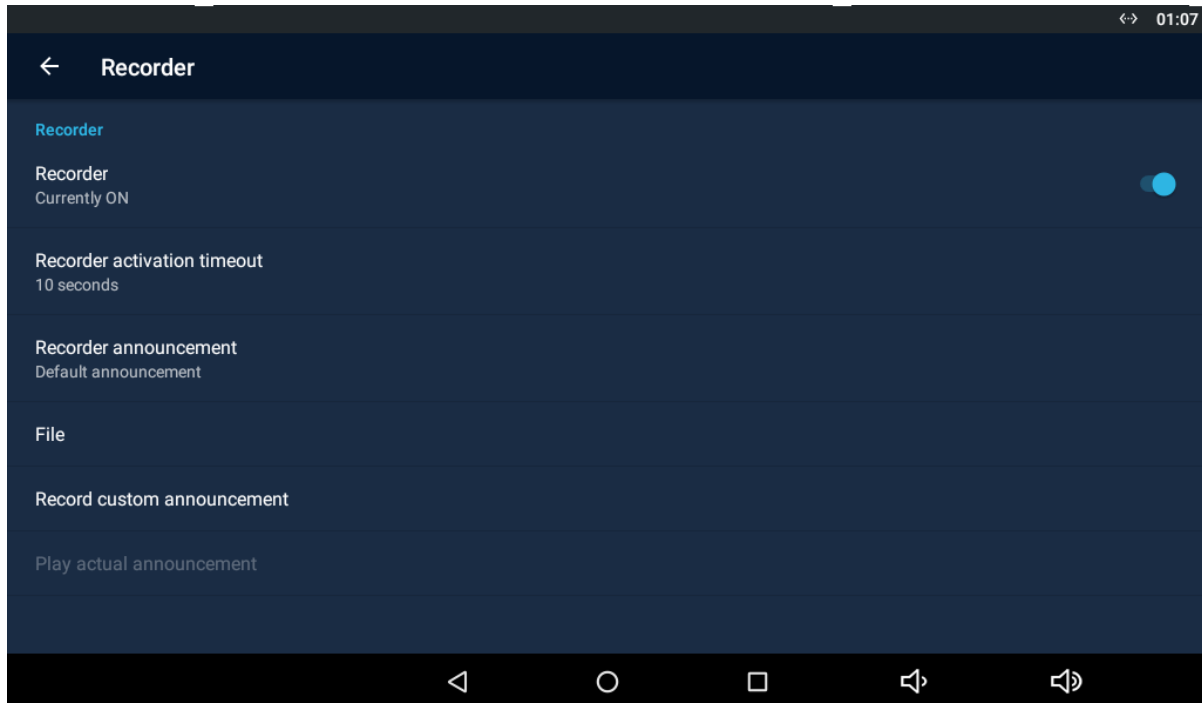 01:07
Recorder
Recorder
Recorder
Currently ON
Recorder activation timeout
10 seconds
Recorder announcement
Default announcement
File
Record custom announcement
Play actual announcement